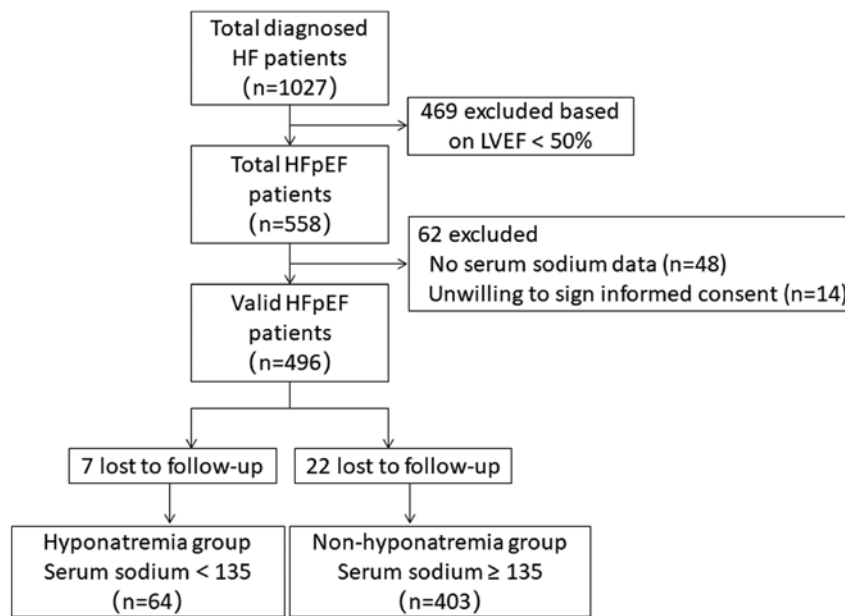 Total diagnosed
HF patients
(n=1027)
469 excluded based
on LVEF < 50%
Total HFpEF
patients
(n=558)
62 excluded
No serum sodium data (n=48)
Unwilling to sign informed consent (n=14)
Valid HFpEF
patients
(n=496)
7 lost to follow-up
22 lost to follow-up
Hyponatremia group
Serum sodium < 135
(n=64)
Non-hyponatremia group
Serum sodium ≥ 135
(n=403)